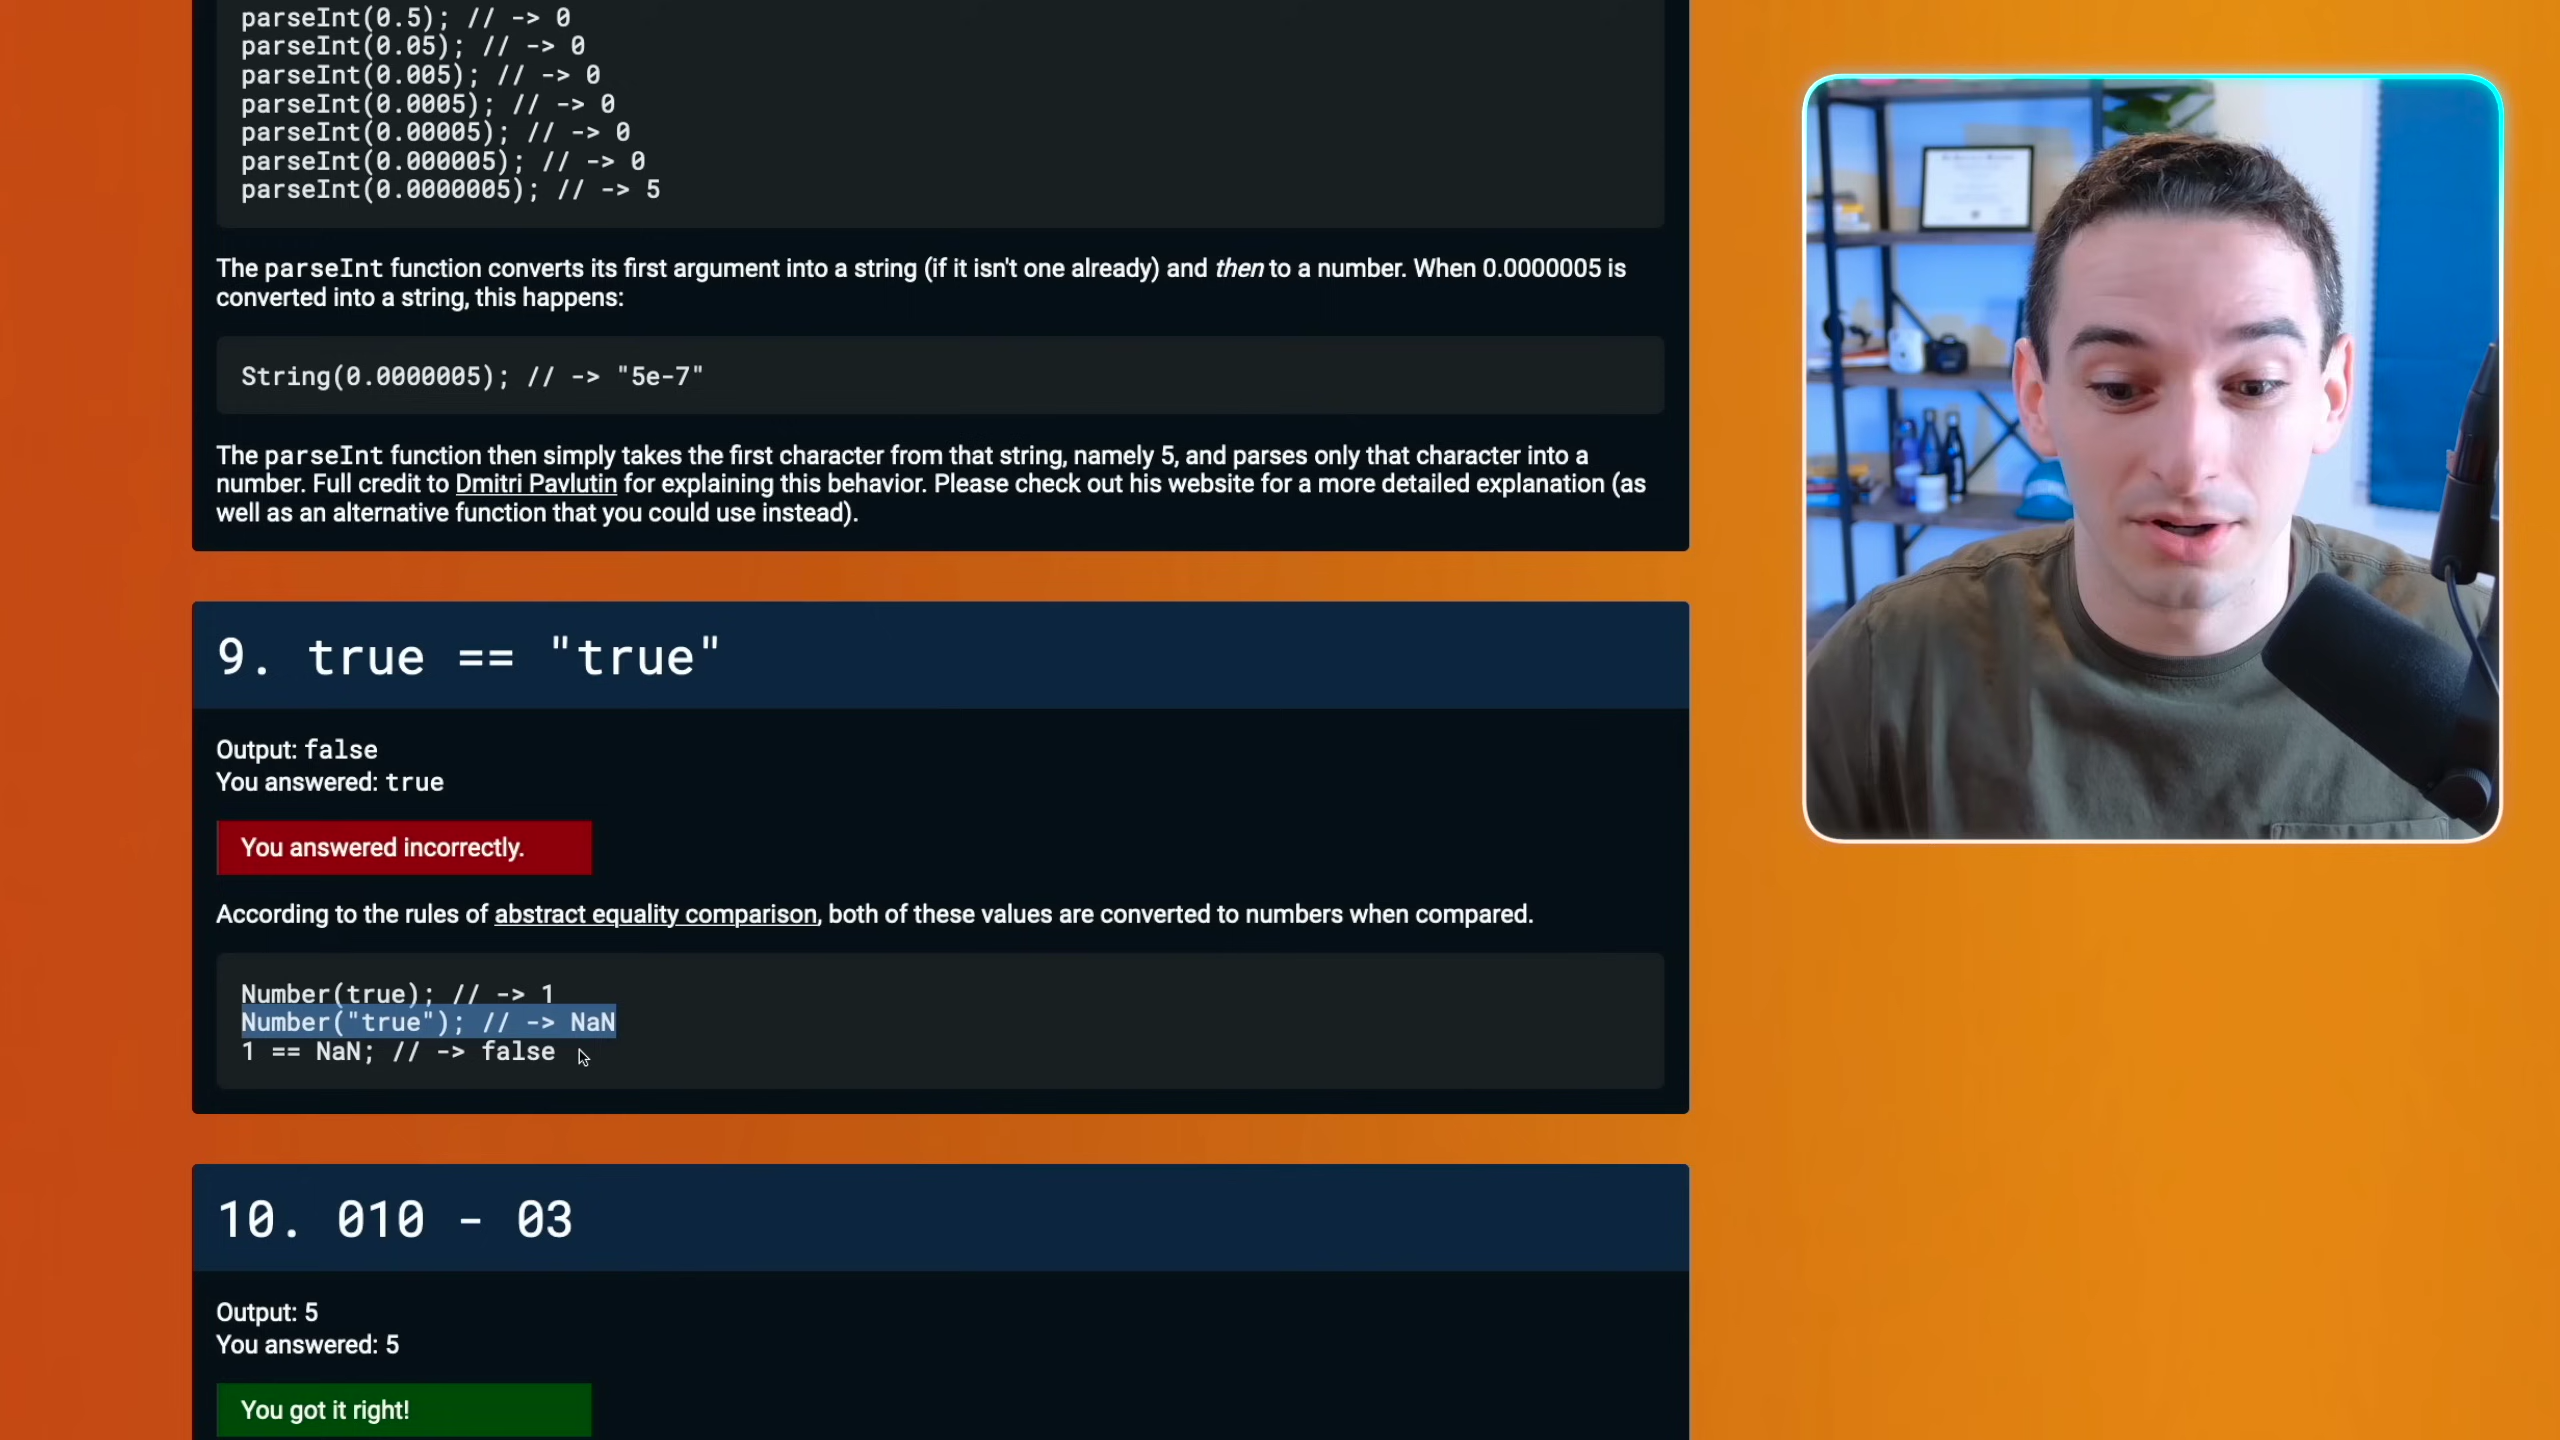 parseInt(0.5); // -> 0
parseInt(0.05); // -> 0
parseInt(0.005); // -> 0
parseInt(0.0005); // -> 0
parseInt(0.00005); // -> 0
parseInt(0.000005); // -> 0
parseInt(0.0000005); // -> 5
The parseInt function converts its first argument into a string (if it isn't one already) and then to a number. When 0.0000005 is
converted into a string, this happens:
String(0.0000005); // -> "5e-7"
The parseInt function then simply takes the first character from that string, namely 5, and parses only that character into a
number. Full credit to Dmitri Pavlutin for explaining this behavior. Please check out his website for a more detailed explanation (as
well as an alternative function that you could use instead).
9. true == "true"
Output: false
You answered: true
You answered incorrectly.
According to the rules of abstract equality comparison, both of these values are converted to numbers when compared.
Number(true); // -> 1
Number("true"); // -> NaN
1 == NaN; // -> false
10. 010 - 03
Output: 5
You answered: 5
You got it right!